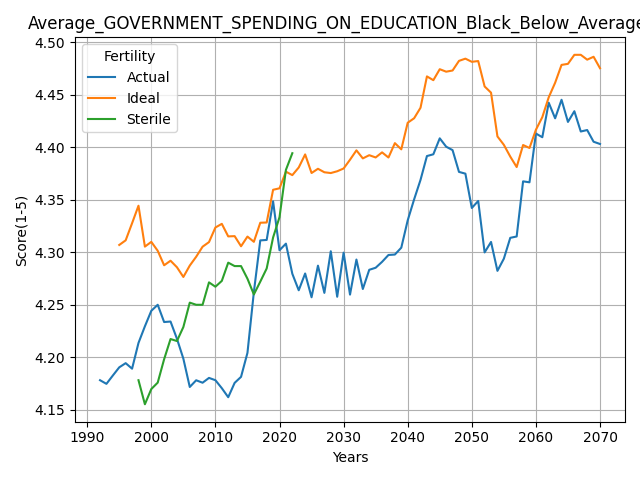 Average_GOVERNMENT_SPENDING_ON_EDUCATION_Black_Below_Average
Fertility
Actual
Ideal
Sterile
4.50
4.45
4.40
4.35
4.30
4.25
4.20
4.15
Score(1-5)
1990 2000 2010 2020 2030 2040 2050 2060 2070
Years